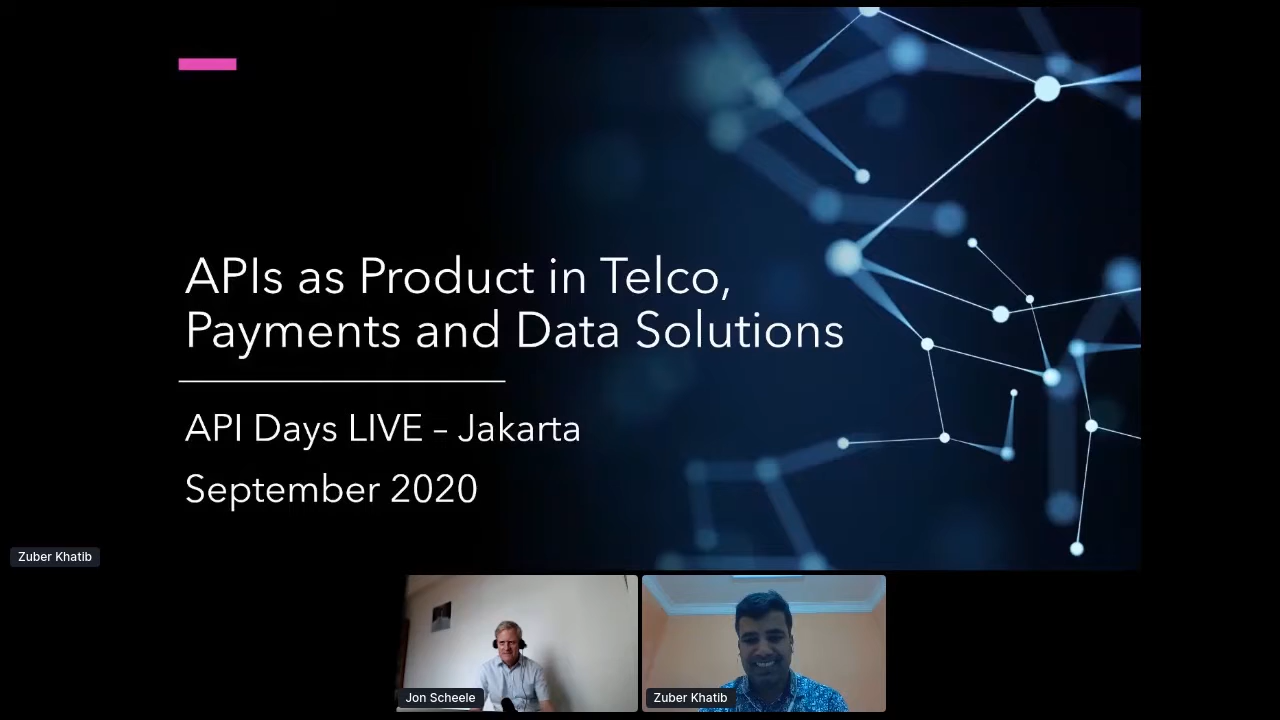 APIs as Product in Telco,
Payments and Data Solutions
API Days LIVE – Jakarta
September 2020
Zuber Khatib
Jon Scheele
Zuber Khatib